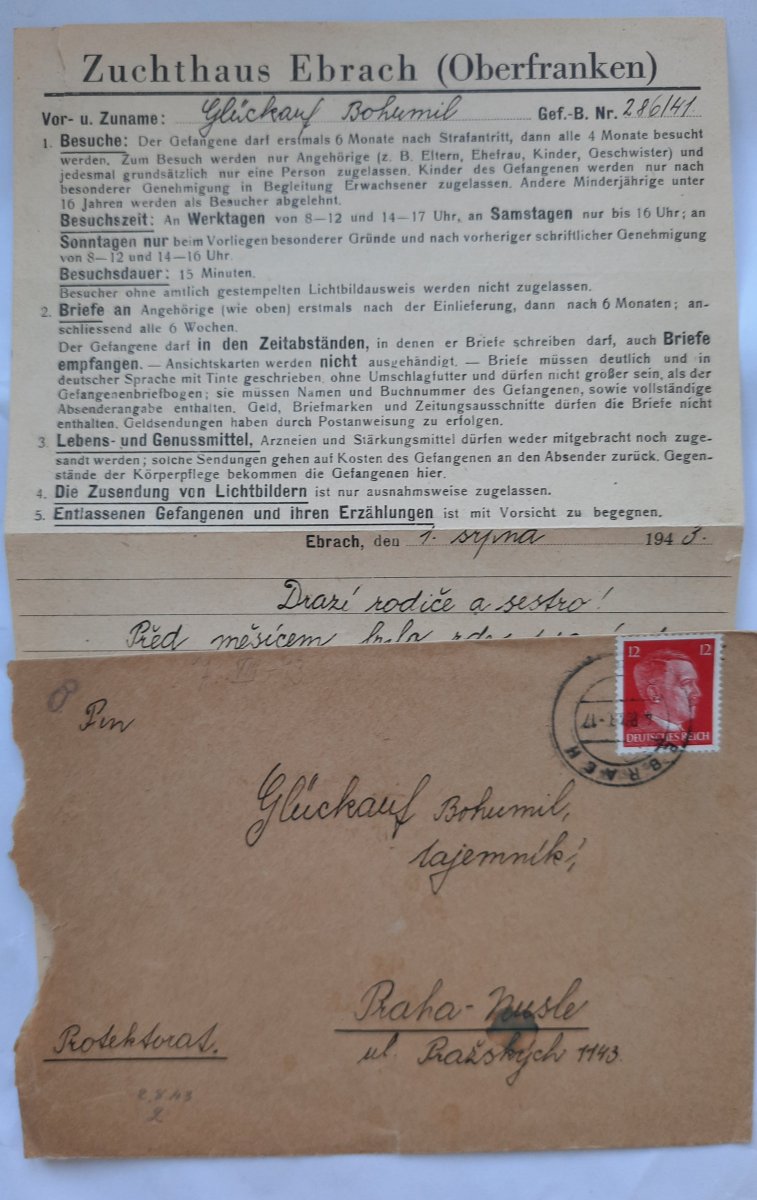 Zuchthaus Ebrach (Oberfranken)
Vor- u. Zuname: Glückauf Bohumil Gef.-B. Nr. 286/41
1. Besuche: Der Gefangene darf erstmals 6 Monate nach Strafantritt, dann alle 4 Monate besucht
werden. Zum Besuch werden nur Angehörige (z. B. Eltern, Ehefrau, Kinder, Geschwister) und
jedesmal grundsätzlich nur eine Person zugelassen. Kinder des Gefangenen werden nur nach
besonderer Genehmigung in Begleitung Erwachsener zugelassen. Andere Minderjährige unter
16 Jahren werden als Besucher abgelehnt.
Besuchszeit: An Werktagen von 8—12 und 14—17 Uhr, an Samstagen nur bis 16 Uhr; an
Sonntagen nur beim Vorliegen besonderer Gründe und nach vorheriger schriftlicher Genehmigung
von 8—12 und 14—16 Uhr.
Besuchsdauer: 15 Minuten.
Besucher ohne amtlich gestempelten Lichtbildausweis werden nicht zugelassen.
2. Briefe an Angehörige (wie oben) erstmals nach der Einlieferung, dann nach 6 Monaten; an-
schliessend alle 6 Wochen.
Der Gefangene darf in den Zeitabständen, in denen er Briefe schreiben darf, auch Briefe
empfangen. — Ansichtskarten werden nicht ausgehändigt. — Briefe müssen deutlich und in
deutscher Sprache mit Tinte geschrieben, ohne Umschlagfutter und dürfen nicht größer sein, als der
Gefangenenbriefbogen; sie müssen Namen und Buchnummer des Gefangenen, sowie vollständige
Absenderangabe enthalten. Geld, Briefmarken und Zeitungsausschnitte dürfen die Briefe nicht
enthalten. Geldsendungen haben durch Postanweisung zu erfolgen.
3. Lebens- und Genussmittel, Arzneien und Stärkungsmittel dürfen weder mitgebracht noch zuge-
sandt werden; solche Sendungen gehen auf Kosten des Gefangenen an den Absender zurück. Gegen-
stände der Körperpflege bekommen die Gefangenen hier.
4. Die Zusendung von Lichtbildern ist nur ausnahmsweise zugelassen.
5. Entlassenen Gefangenen und ihren Erzählungen ist mit Vorsicht zu begegnen.
Ebrach, den 1. srpna 1943.
Drazí rodiče a sestro!
Před měsícem
12 12
DEUTSCHES REICH
EBRACH
Pan
Glückauf Bohumil,
tajemník,
Praha-Nusle
ul. Pražských 1143.
Protektorat.
2.8.43